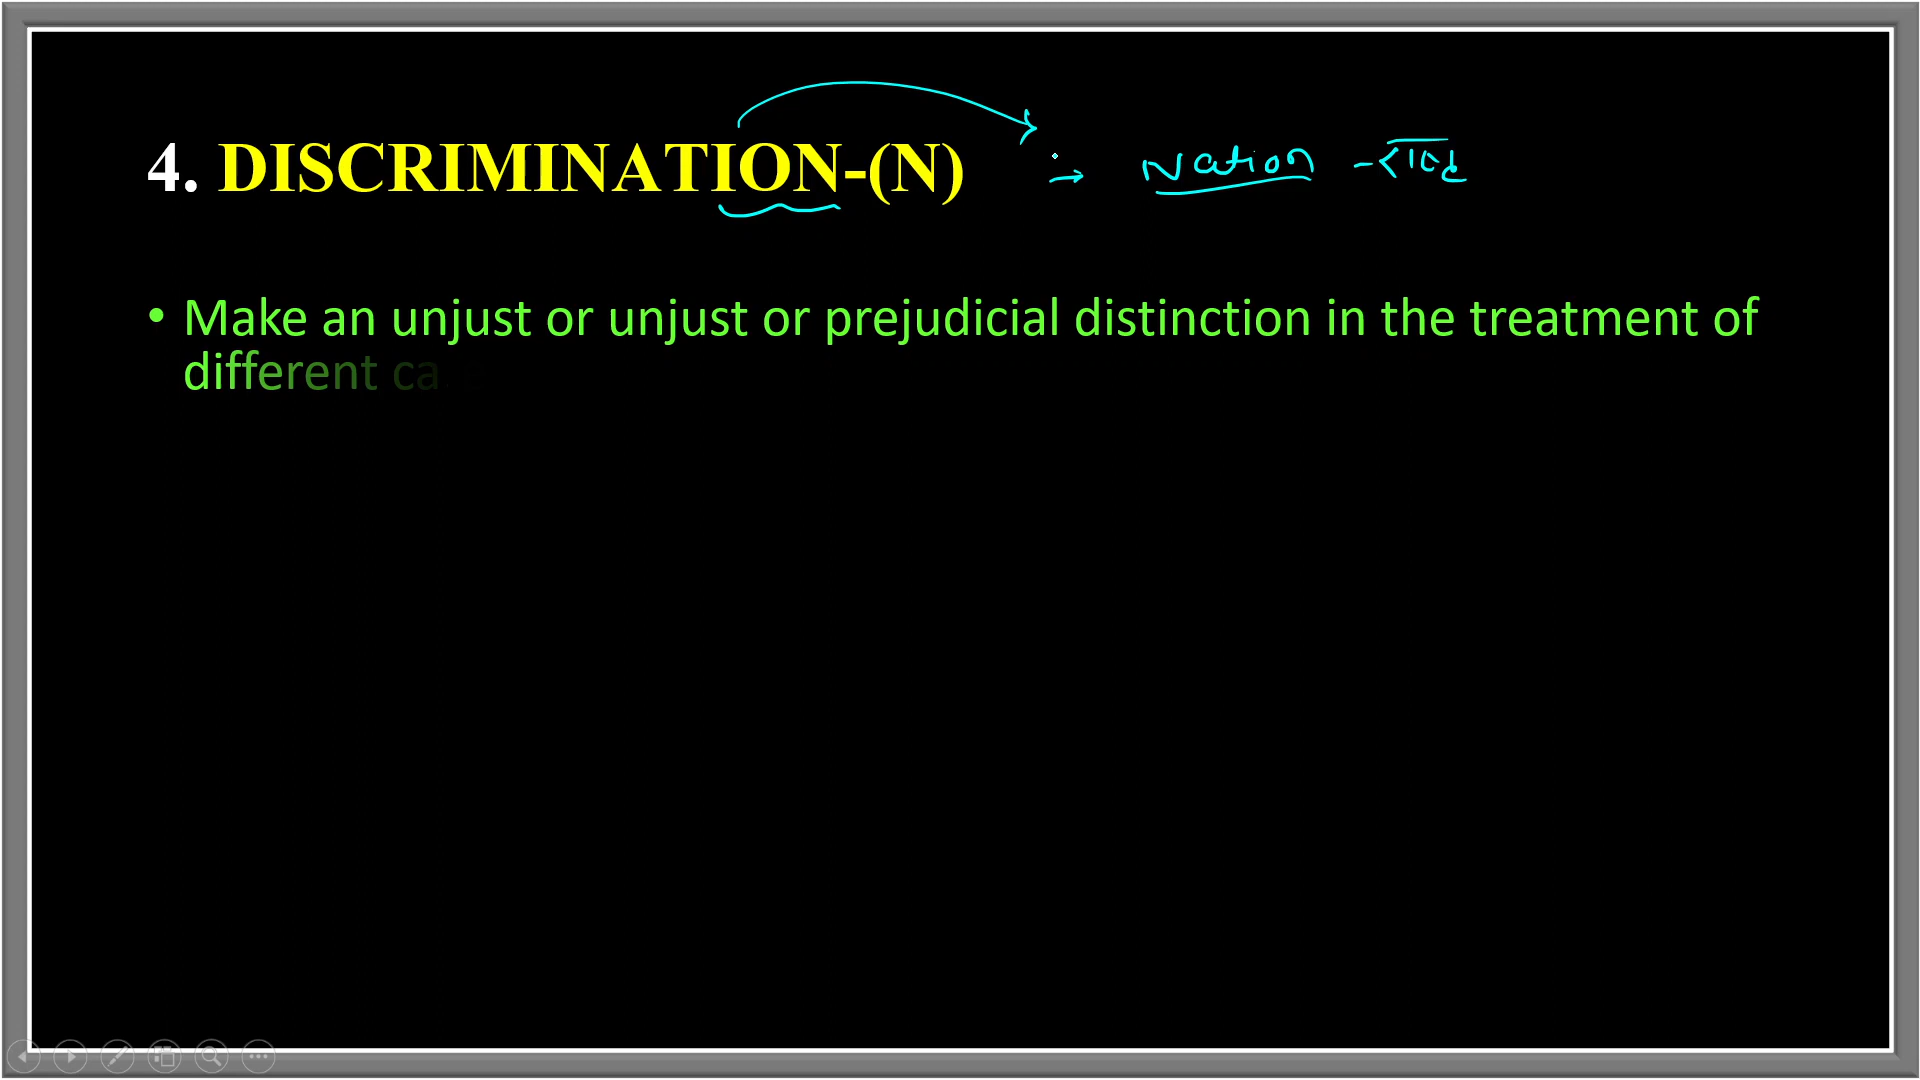 4. DISCRIMINATION-(N) → Nation -
• Make an unjust or unjust or prejudicial distinction in the treatment of
different